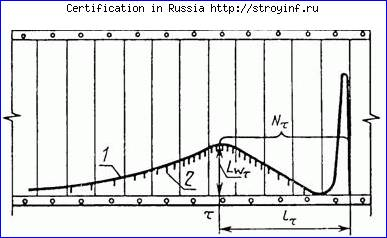 Certification in Russia http://stroyinf.ru
Nτ
1
2
Lwτ
τ
lτ